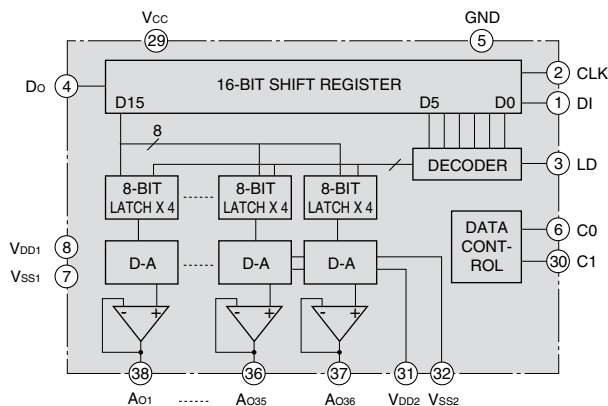 VCC GND
29 5
16-BIT SHIFT REGISTER
2 CLK
DO 4
D15 D5 D0
1 DI
8
DECODER
3 LD
8-BIT LATCH X 4
8-BIT LATCH X 4
8-BIT LATCH X 4
DATA CONT-ROL
6 C0
30 C1
VDD1 8
VSS1 7
D-A D-A D-A
- + - + - +
38 36 37 31 32
AO1 AO35 AO36 VDD2 VSS2